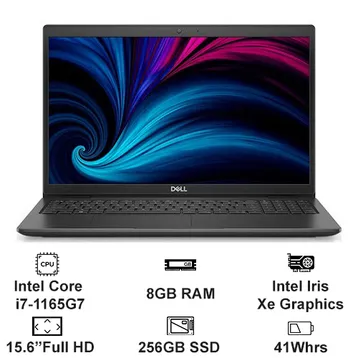 DELL
CPU
Intel Core
i7-1165G7
GB
8GB RAM
Intel Iris
Xe Graphics
15.6”Full HD
256GB SSD
41Whrs